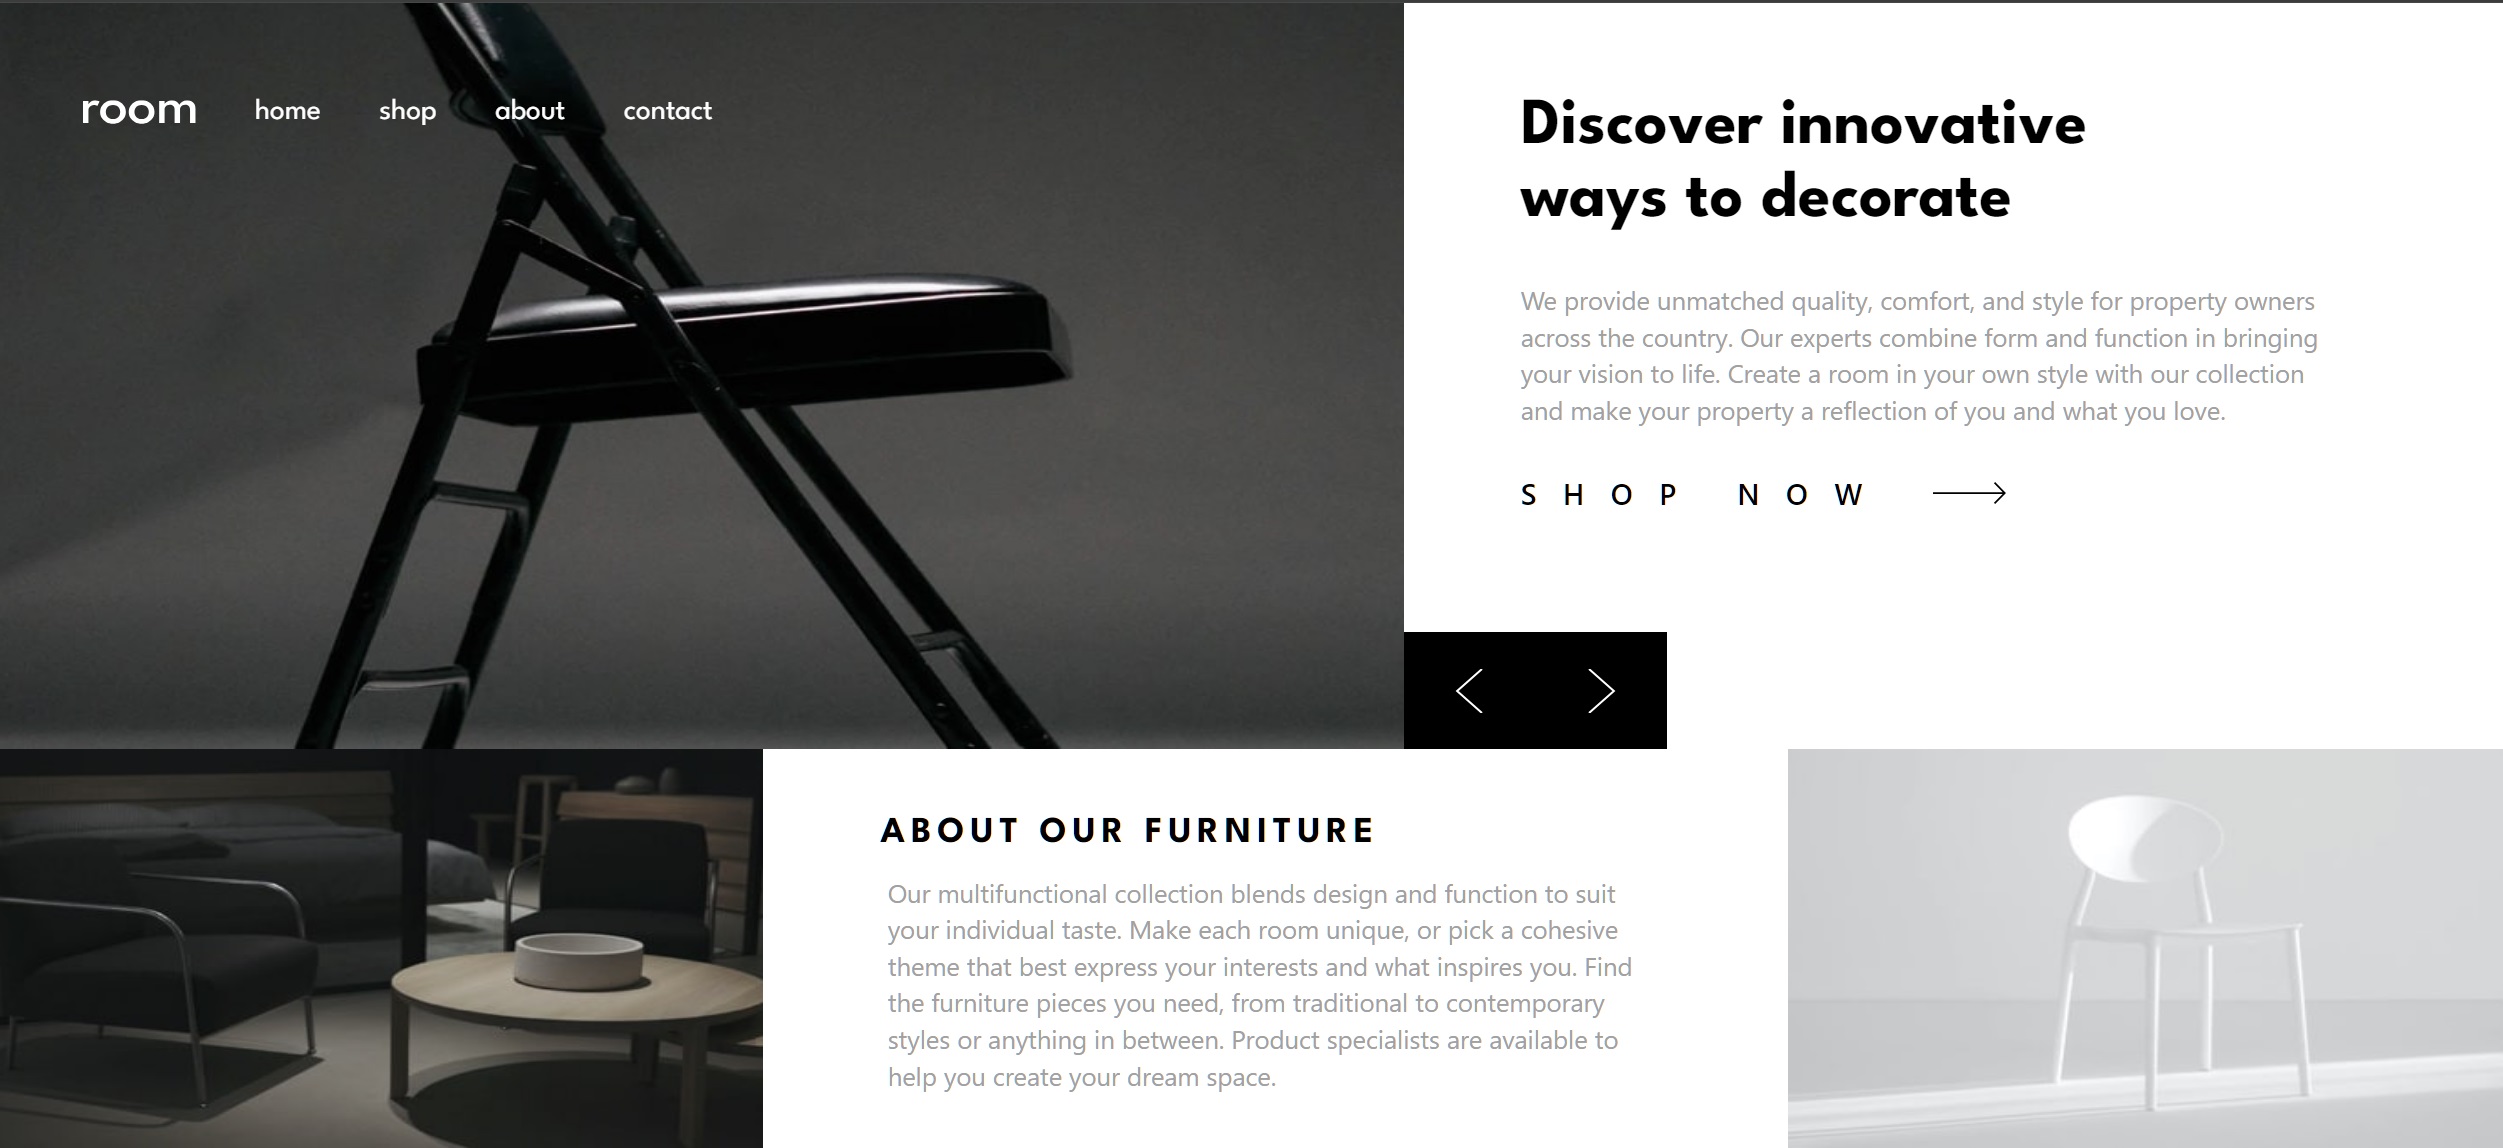 room home shop about contact
Discover innovative
ways to decorate
We provide unmatched quality, comfort, and style for property owners
across the country. Our experts combine form and function in bringing
your vision to life. Create a room in your own style with our collection
and make your property a reflection of you and what you love.
SHOP NOW
ABOUT OUR FURNITURE
Our multifunctional collection blends design and function to suit
your individual taste. Make each room unique, or pick a cohesive
theme that best express your interests and what inspires you. Find
the furniture pieces you need, from traditional to contemporary
styles or anything in between. Product specialists are available to
help you create your dream space.